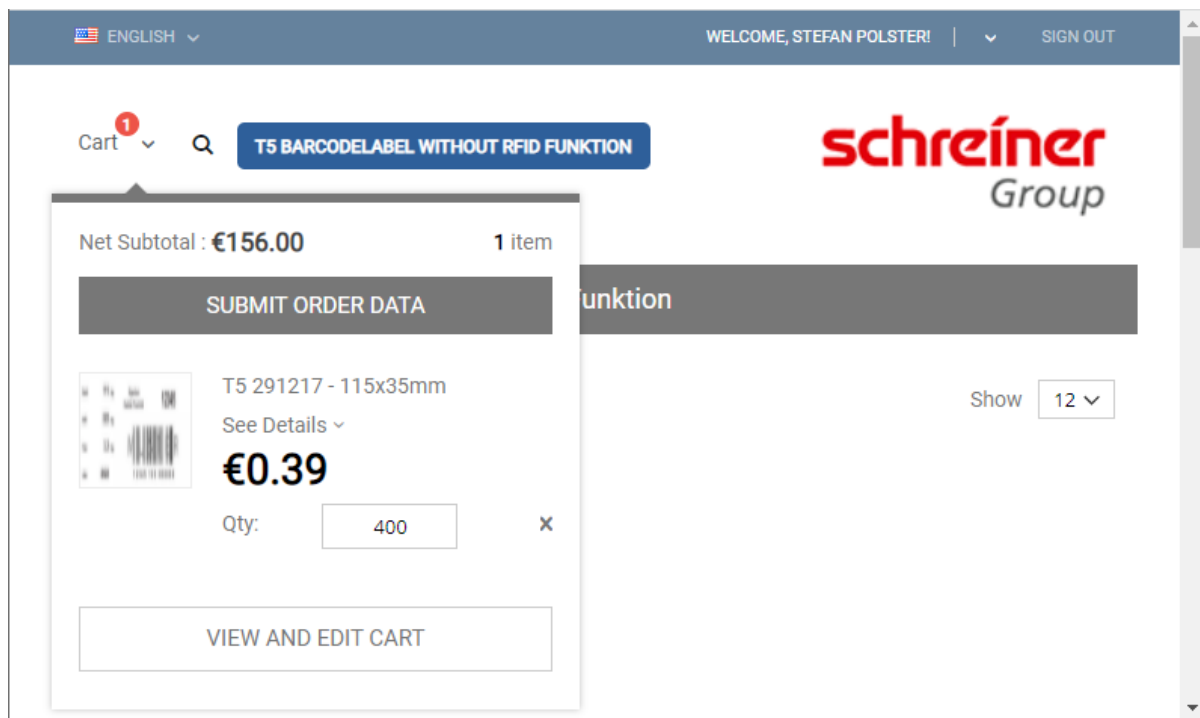 ENGLISH
WELCOME, STEFAN POLSTER! | SIGN OUT
Cart 1
T5 BARCODELABEL WITHOUT RFID FUNKTION
schreiner
Group
Net Subtotal : €156.00 1 item
SUBMIT ORDER DATA
unktion
T5 291217 - 115x35mm
Show 12
See Details
€0.39
Qty: 400 x
VIEW AND EDIT CART